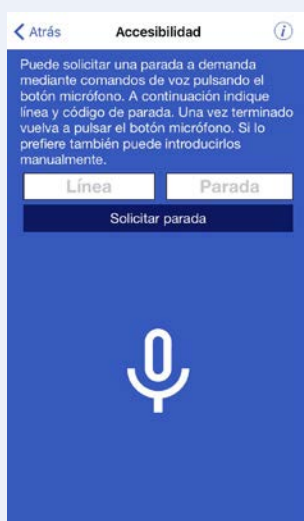 Atrás Accesibilidad i
Puede solicitar una parada a demanda
mediante comandos de voz pulsando el
botón micrófono. A continuación indique
línea y código de parada. Una vez terminado
vuelva a pulsar el botón micrófono. Si lo
prefiere también puede introducirlos
manualmente.
Línea Parada
Solicitar parada